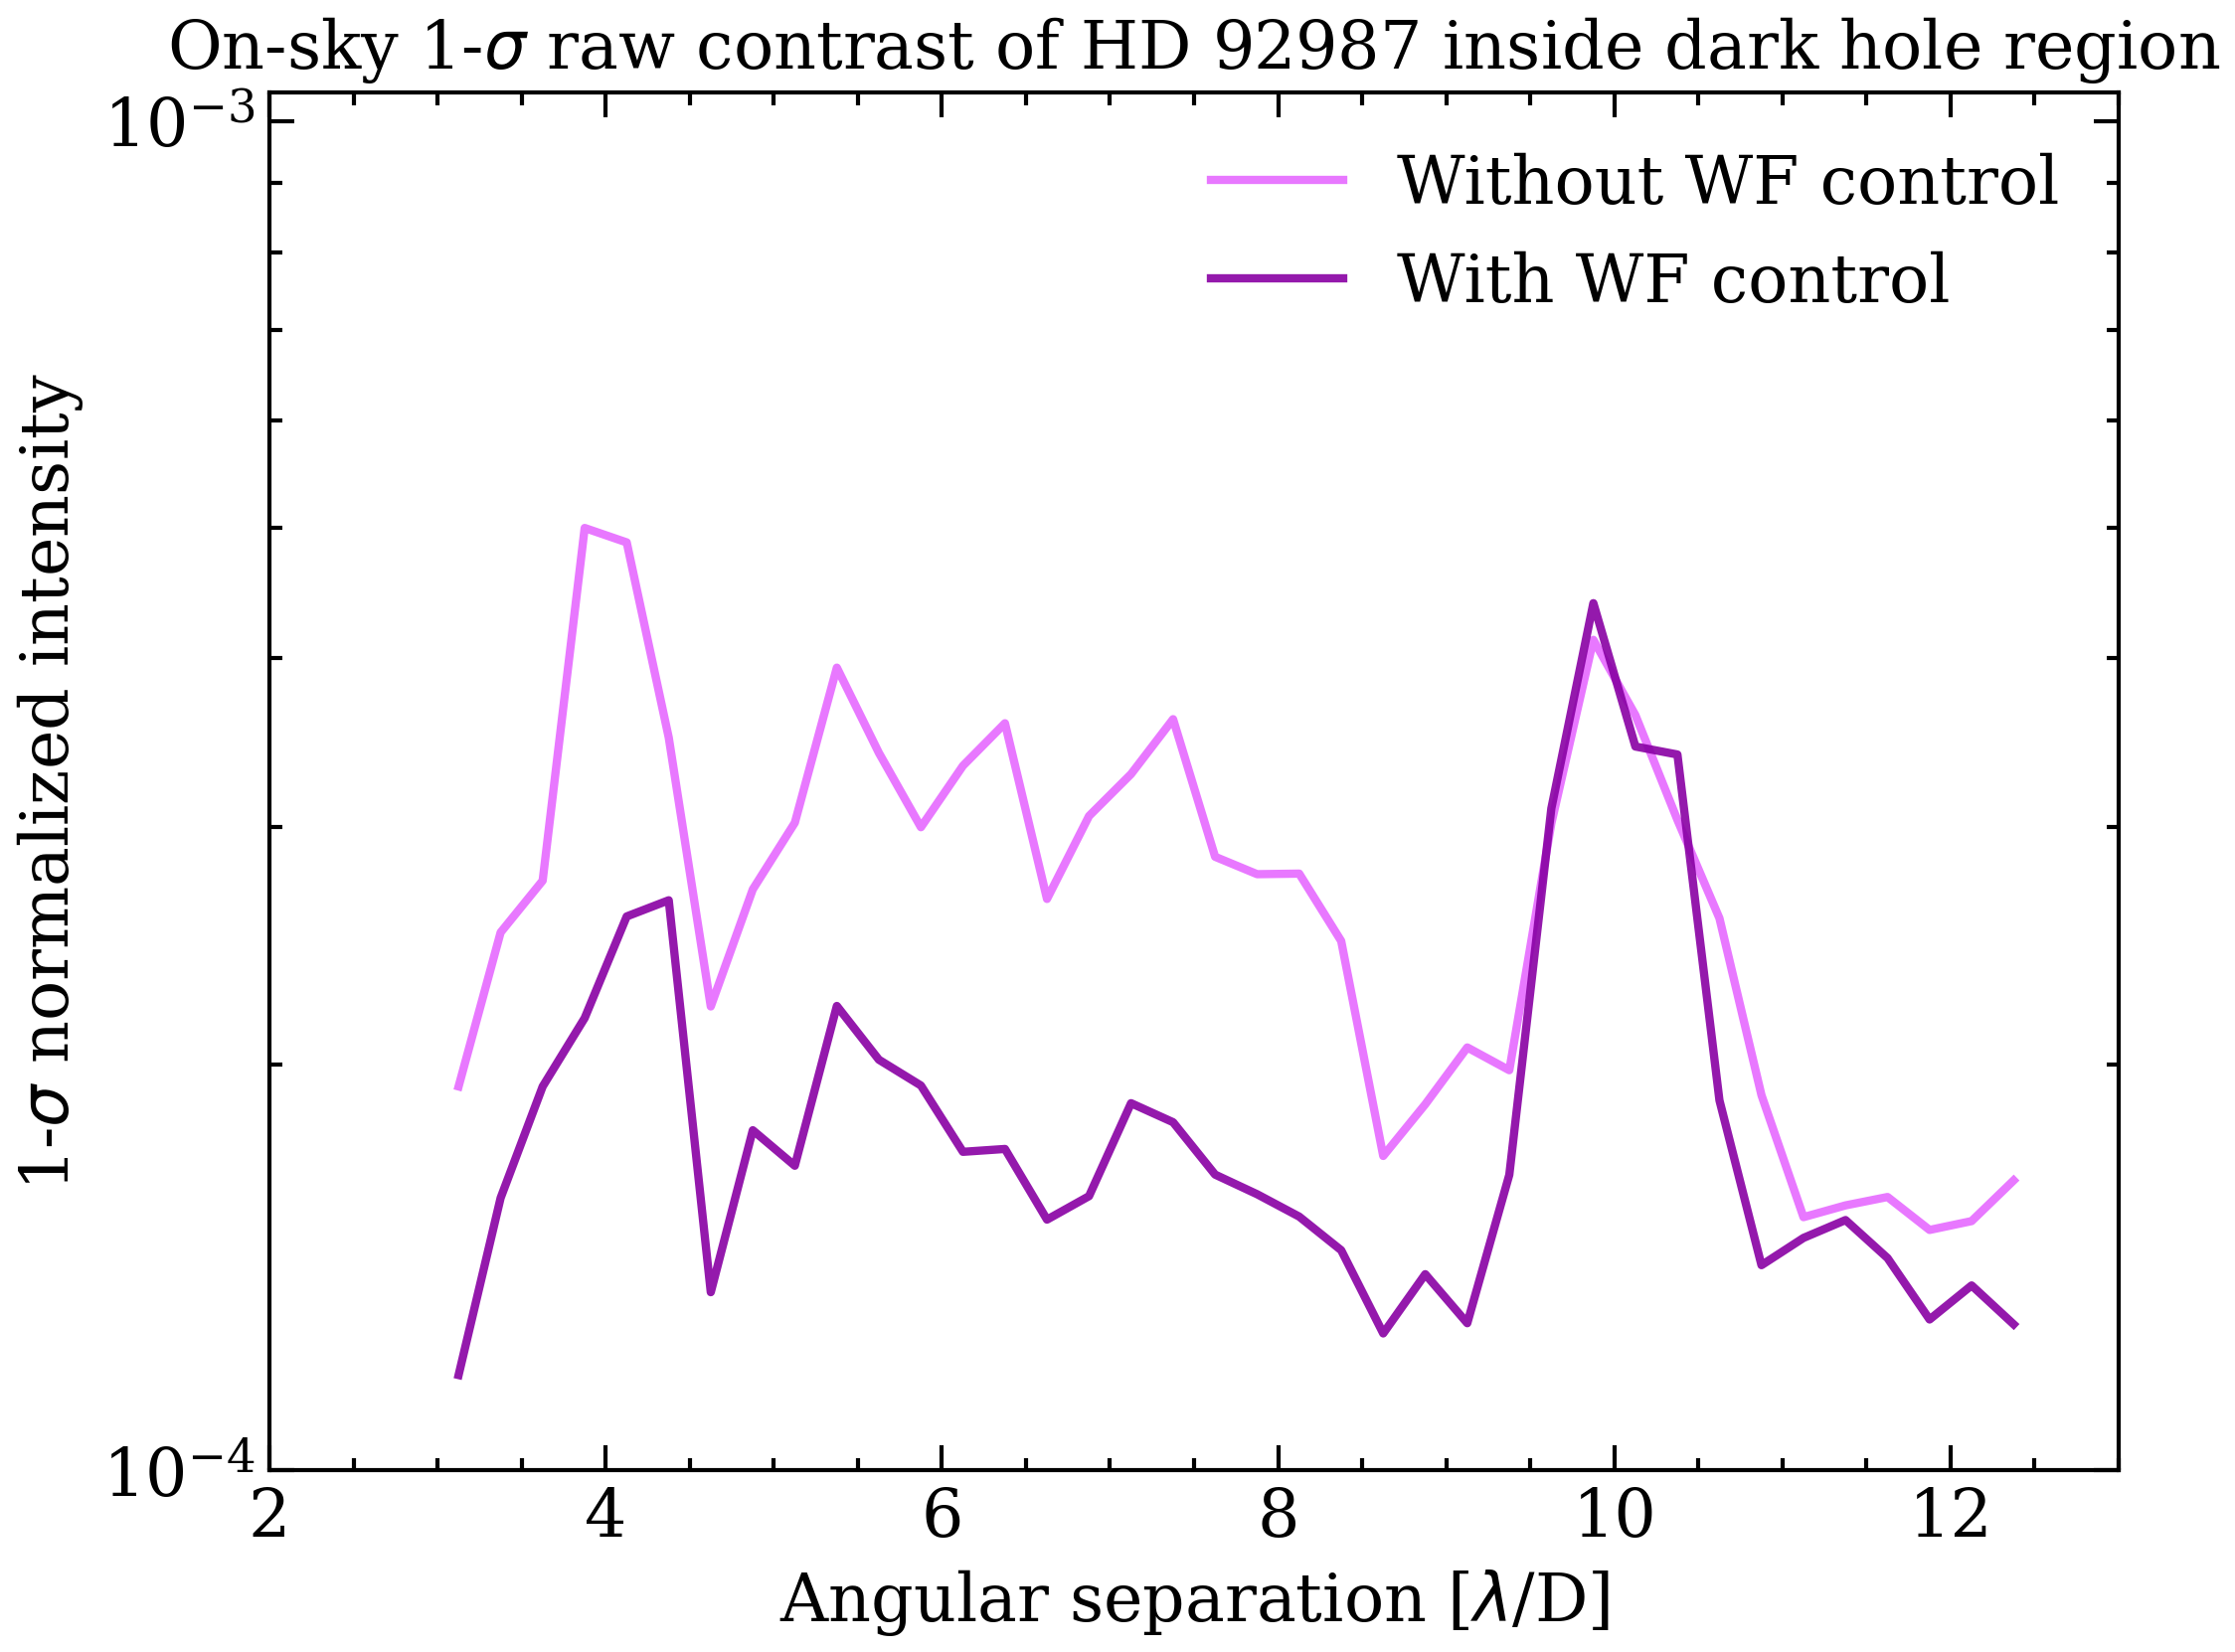 On-sky 1-σ raw contrast of HD 92987 inside dark hole region
10⁻³
Without WF control
With WF control
1-σ normalized intensity
10⁻⁴
2 4 6 8 10 12
Angular separation [λ/D]